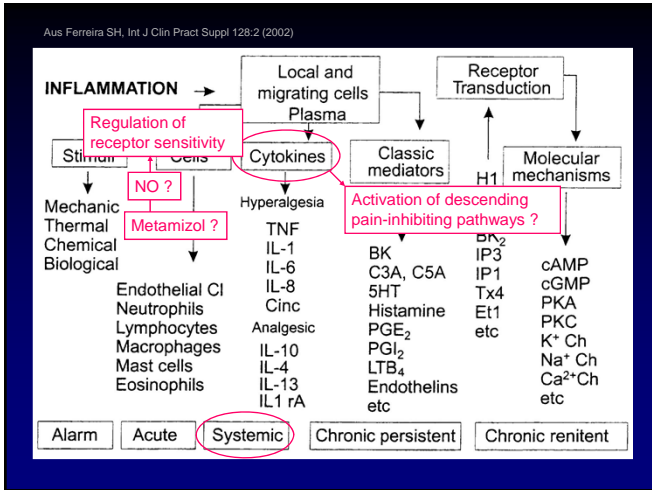 Aus Ferreira SH, Int J Clin Pract Suppl 128:2 (2002)
INFLAMMATION
Local and
migrating cells
Plasma
Receptor
Transduction
Regulation of
receptor sensitivity
Stimuli
Cells
Cytokines
Classic
mediators
Molecular
mechanisms
NO ?
Metamizol ?
Activation of descending
pain-inhibiting pathways ?
Mechanic
Thermal
Chemical
Biological
Endothelial Cl
Neutrophils
Lymphocytes
Macrophages
Mast cells
Eosinophils
Hyperalgesia
TNF
IL-1
IL-6
IL-8
Cinc
Analgesic
IL-10
IL-4
IL-13
IL1 rA
BK
C3A, C5A
5HT
Histamine
PGE₂
PGI₂
LTB₄
Endothelins
etc
H1
BK₂
IP3
IP1
Tx4
Et1
etc
cAMP
cGMP
PKA
PKC
K⁺ Ch
Na⁺ Ch
Ca²⁺Ch
etc
Alarm
Acute
Systemic
Chronic persistent
Chronic renitent